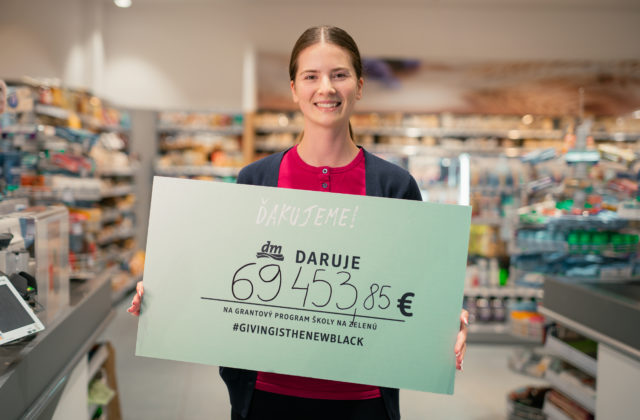 ĎAKUJEME!
dm DARUJE
69 453,85 €
NA GRANTOVÝ PROGRAM ŠKOLY NA ZELENÚ
#GIVINGISTHENEWBLACK